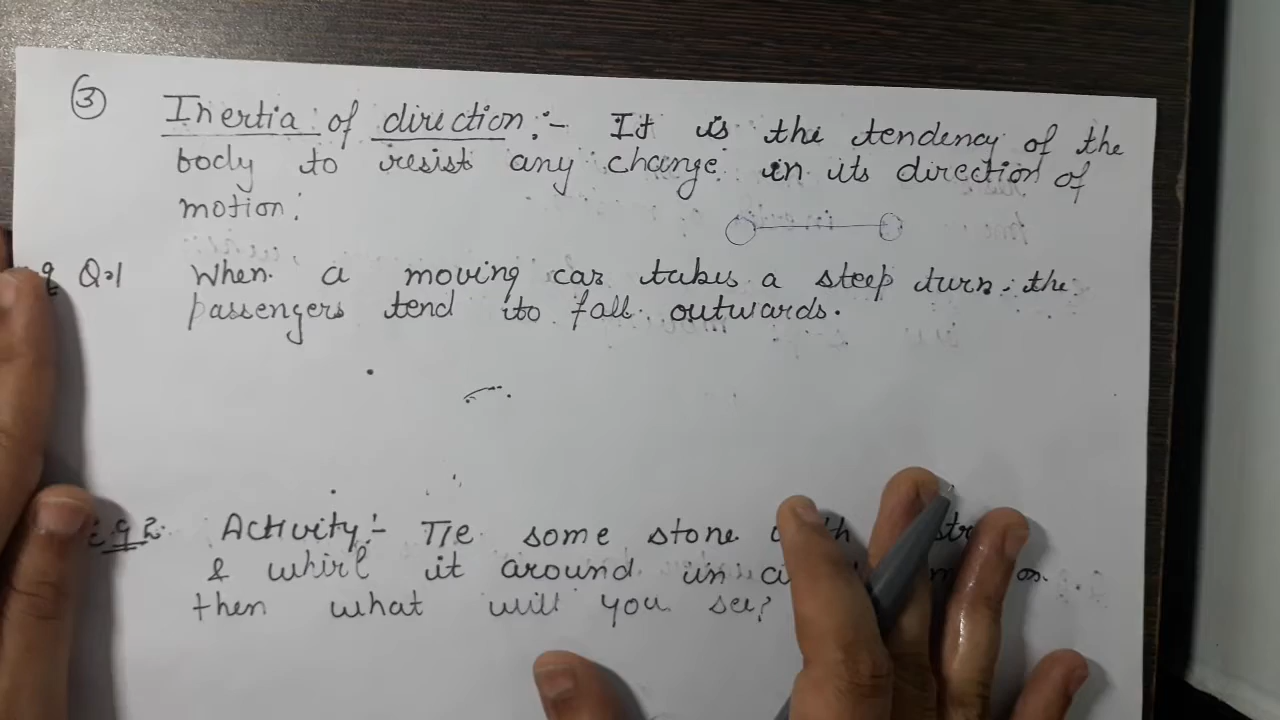 ③ Inertia of direction :- It is the tendency of the
body to resist any change in its direction of
motion.
Q.1 When a moving car takes a steep turn. the
passengers tend to fall outwards.
e.g 2. Activity :- Tie some stone
& whirl it around in
then what will you see?